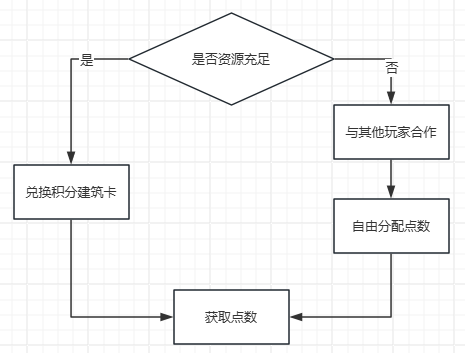 是否资源充足
是
否
与其他玩家合作
兑换积分建筑卡
自由分配点数
获取点数